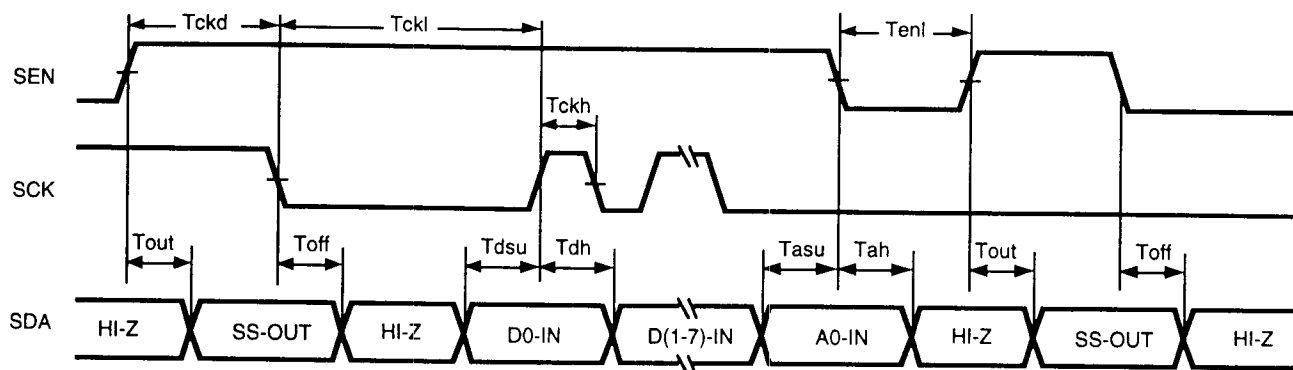 Tckd
Tckl
Tenl
SEN
Tckh
SCK
Tout
Toff
Tdsu
Tdh
Tasu
Tah
Tout
Toff
SDA
HI-Z
SS-OUT
HI-Z
D0-IN
D(1-7)-IN
A0-IN
HI-Z
SS-OUT
HI-Z